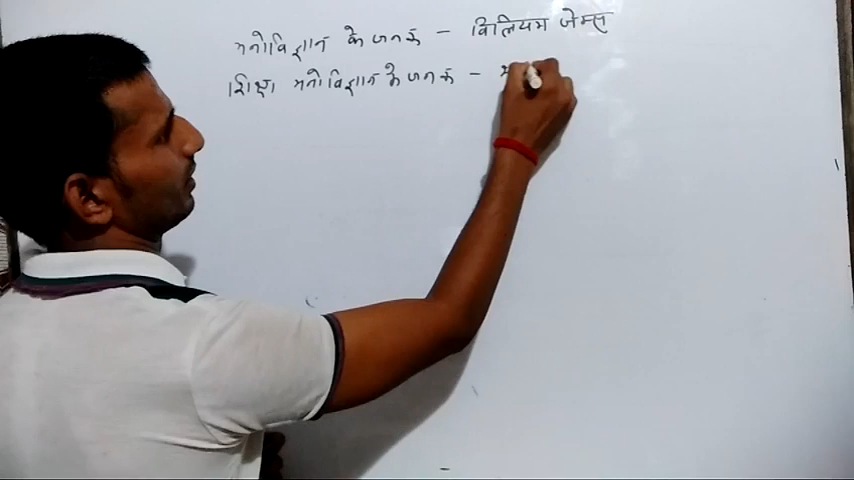 मनोविज्ञान के जनक - विलियम जेम्स
शिक्षा मनोविज्ञान के जनक -